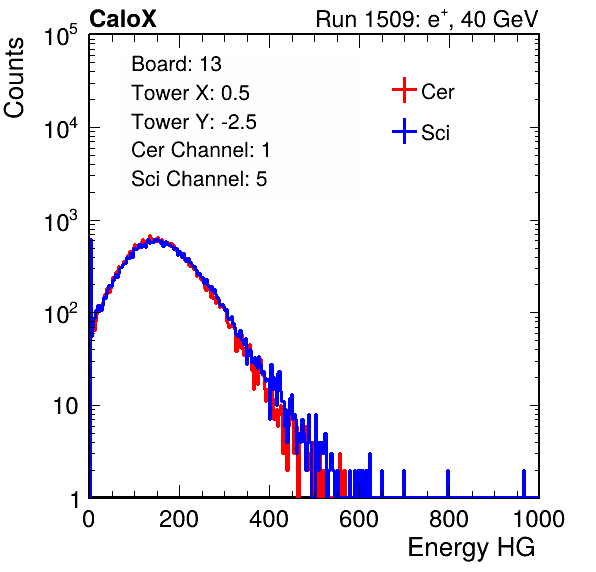 CaloX Run 1509: e⁺, 40 GeV
Board: 13
Tower X: 0.5
Tower Y: -2.5
Cer Channel: 1
Sci Channel: 5
Cer
Sci
Counts
10⁵
10⁴
10³
10²
10
1
0 200 400 600 800 1000
Energy HG